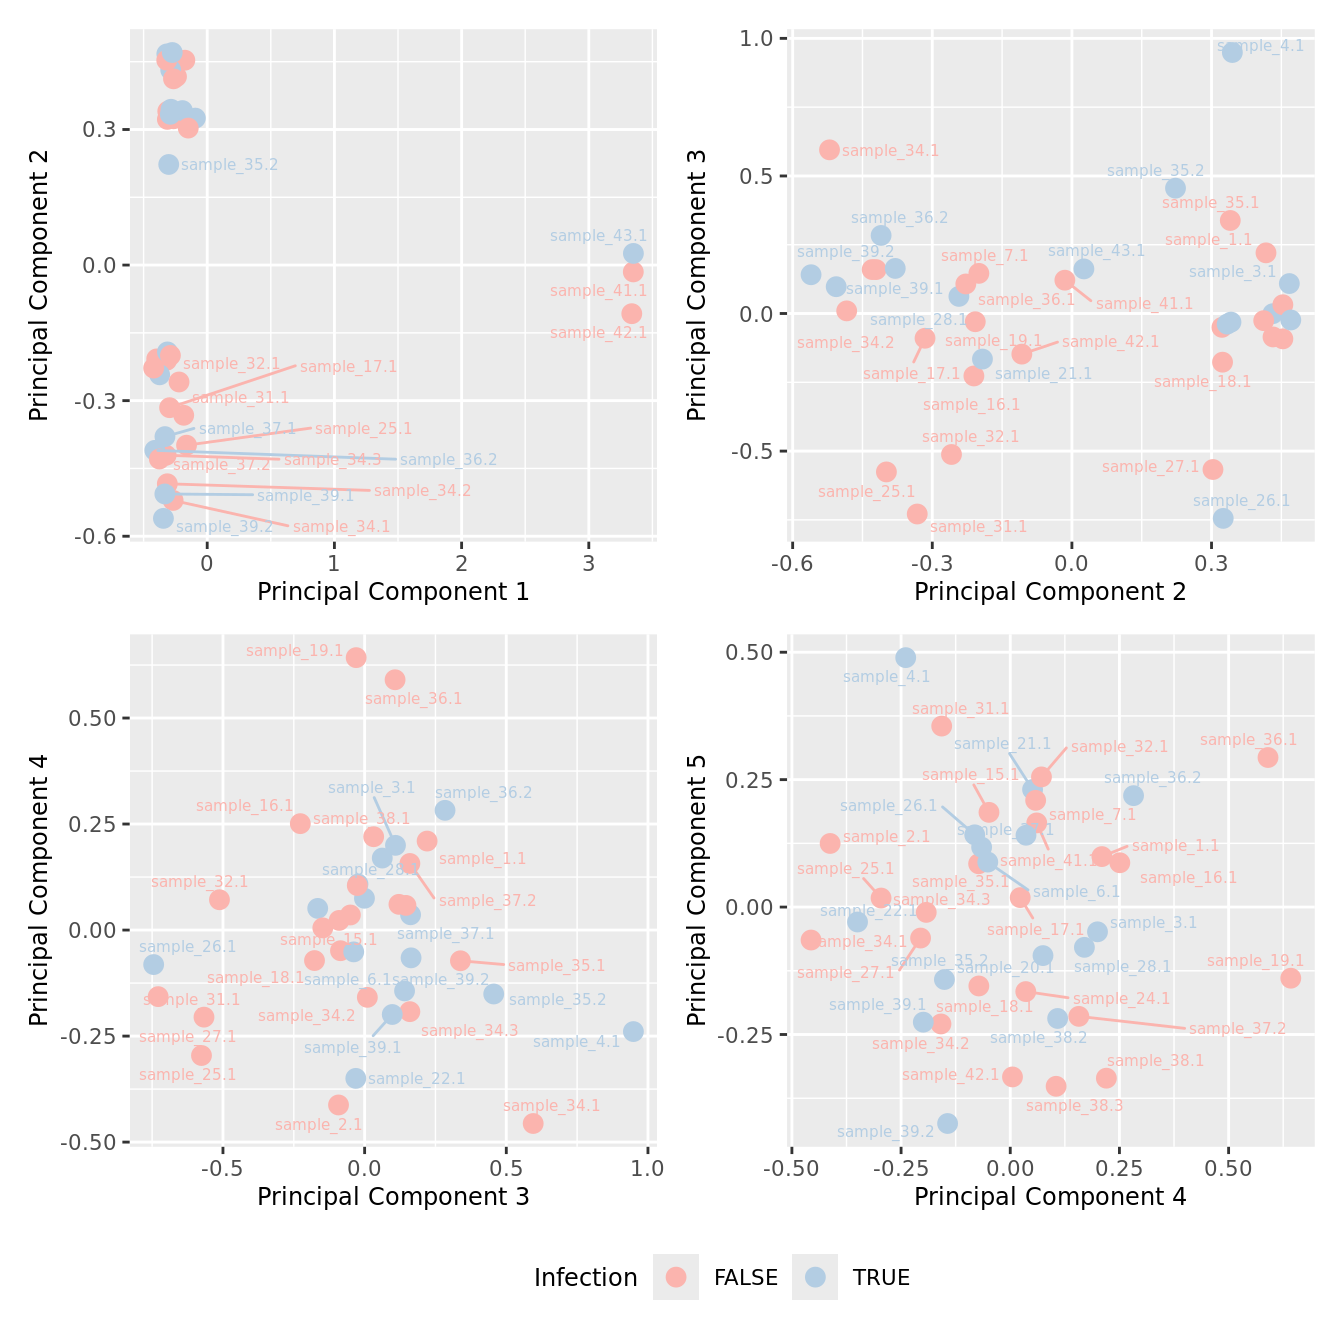 0.3
0.0
-0.3
-0.6
Principal Component 2
sample_35.2
sample_43.1
sample_41.1
sample_42.1
sample_32.1
sample_17.1
sample_31.1
sample_37.1
sample_25.1
sample_37.2
sample_34.3
sample_36.2
sample_34.2
sample_39.1
sample_39.2
sample_34.1
0
1
2
3
Principal Component 1
1.0
0.5
0.0
-0.5
Principal Component 3
sample_4.1
sample_34.1
sample_35.2
sample_35.1
sample_36.2
sample_1.1
sample_39.2
sample_7.1
sample_43.1
sample_3.1
sample_39.1
sample_36.1
sample_41.1
sample_28.1
sample_34.2
sample_19.1
sample_42.1
sample_17.1
sample_21.1
sample_18.1
sample_16.1
sample_32.1
sample_27.1
sample_25.1
sample_26.1
sample_31.1
-0.6
-0.3
0.0
0.3
Principal Component 2
0.50
0.25
0.00
-0.25
-0.50
Principal Component 4
sample_19.1
sample_36.1
sample_3.1
sample_36.2
sample_16.1
sample_38.1
sample_1.1
sample_28.1
sample_32.1
sample_37.2
sample_15.1
sample_37.1
sample_26.1
sample_35.1
sample_18.1
sample_6.1
sample_39.2
sample_31.1
sample_35.2
sample_34.2
sample_34.3
sample_27.1
sample_39.1
sample_4.1
sample_25.1
sample_22.1
sample_34.1
sample_2.1
-0.5
0.0
0.5
1.0
Principal Component 3
0.50
0.25
0.00
-0.25
Principal Component 5
sample_4.1
sample_31.1
sample_21.1
sample_32.1
sample_36.1
sample_15.1
sample_36.2
sample_26.1
sample_7.1
sample_2.1
sample_1.1
sample_41.1
sample_25.1
sample_16.1
sample_35.1
sample_6.1
sample_34.3
sample_22.1
sample_3.1
sample_17.1
sample_34.1
sample_35.2
sample_20.1
sample_28.1
sample_19.1
sample_27.1
sample_24.1
sample_39.1
sample_18.1
sample_37.2
sample_38.2
sample_34.2
sample_38.1
sample_42.1
sample_38.3
sample_39.2
-0.50
-0.25
0.00
0.25
0.50
Principal Component 4
Infection
FALSE
TRUE